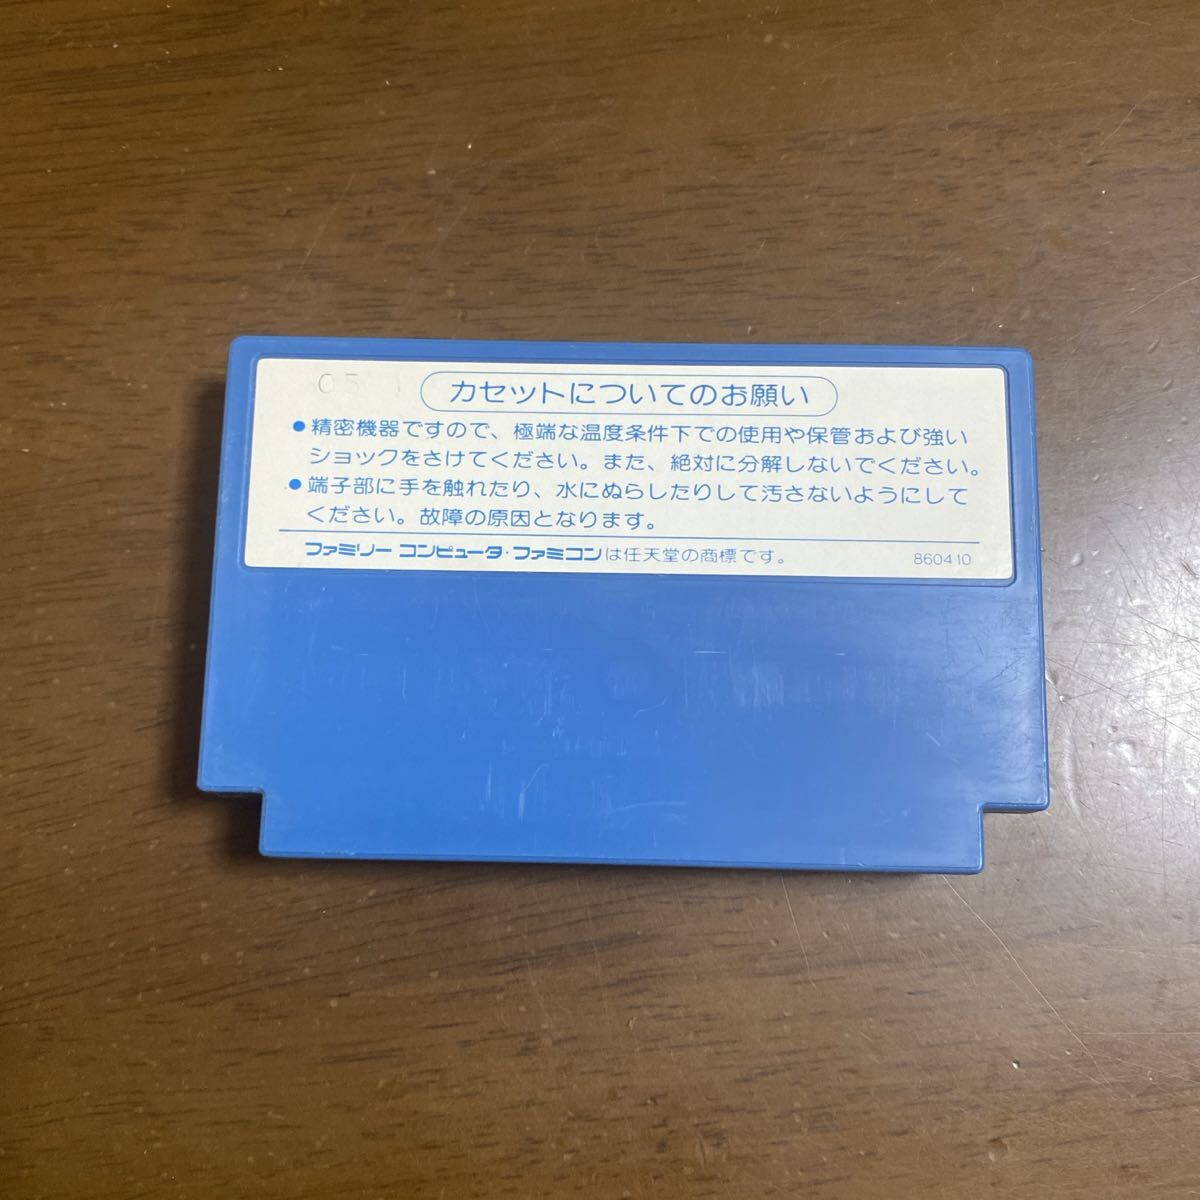 カセットについてのお願い
● 精密機器ですので、極端な温度条件下での使用や保管および強い
ショックをさけてください。また、絶対に分解しないでください。
● 端子部に手を触れたり、水にぬらしたりして汚さないようにして
ください。故障の原因となります。
ファミリー コンピュータ・ファミコンは任天堂の商標です。 860410